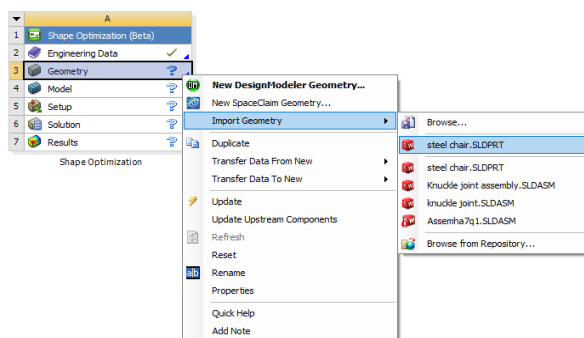 A
1 Shape Optimization (Beta)
2 Engineering Data
3 Geometry
4 Model
5 Setup
6 Solution
7 Results
Shape Optimization
DM New DesignModeler Geometry...
New SpaceClaim Geometry...
Import Geometry
Duplicate
Transfer Data From New
Transfer Data To New
Update
Update Upstream Components
Refresh
Reset
a|b Rename
Properties
Quick Help
Add Note
Browse...
steel chair.SLDPRT
steel chair.SLDPRT
Knuckle joint assembly.SLDASM
knuckle joint.SLDASM
Assemha7q1.SLDASM
Browse from Repository...